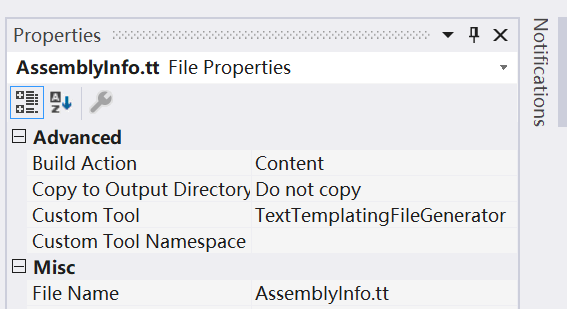 Properties
Notifications
AssemblyInfo.tt File Properties
Advanced
Build Action Content
Copy to Output Directory Do not copy
Custom Tool TextTemplatingFileGenerator
Custom Tool Namespace
Misc
File Name AssemblyInfo.tt